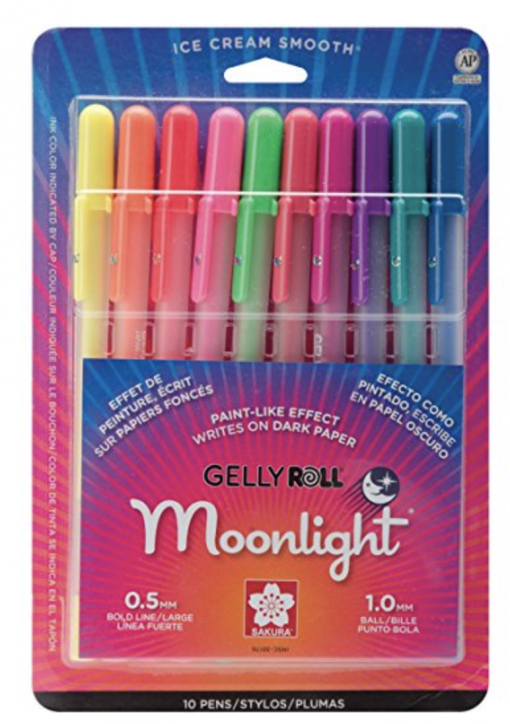 ICE CREAM SMOOTH®
AP
INK COLOR INDICATED BY CAP/COULEUR INDIQUÉE SUR LE BOUCHON/COLOR DE TINTA SE INDICA EN EL TAPÓN
EFFET DE
PEINTURE, ÉCRIT
SUR PAPIERS FONCÉS
PAINT-LIKE EFFECT
WRITES ON DARK PAPER
EFECTO COMO
PINTADO, ESCRIBE
EN PAPEL OSCURO
GELLY ROLL®
Moonlight®
0.5MM
BOLD LINE/LARGE
LÍNEA FUERTE
SAKURA®
1.0MM
BALL/BILLE
PUNTO BOLA
10 PENS/STYLOS/PLUMAS